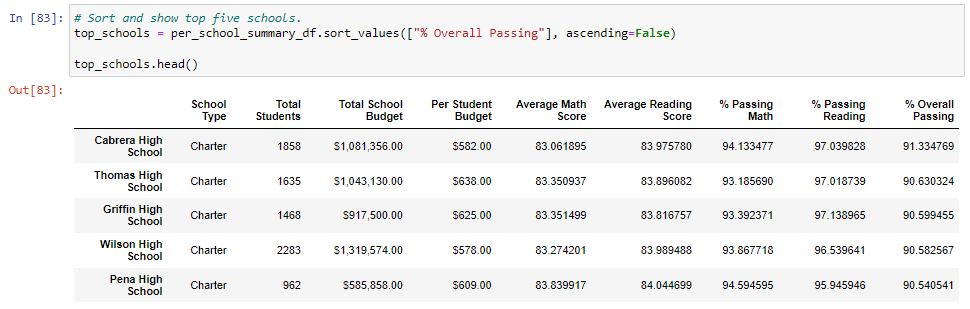 In [83]: # Sort and show top five schools.
top_schools = per_school_summary_df.sort_values(["% Overall Passing"], ascending=False)
top_schools.head()
Out[83]:
School Type Total Students Total School Budget Per Student Budget Average Math Score Average Reading Score % Passing Math % Passing Reading % Overall Passing
Cabrera High School Charter 1858 $1,081,356.00 $582.00 83.061895 83.975780 94.133477 97.039828 91.334769
Thomas High School Charter 1635 $1,043,130.00 $638.00 83.350937 83.896082 93.185690 97.018739 90.630324
Griffin High School Charter 1468 $917,500.00 $625.00 83.351499 83.816757 93.392371 97.138965 90.599455
Wilson High School Charter 2283 $1,319,574.00 $578.00 83.274201 83.989488 93.867718 96.539641 90.582567
Pena High School Charter 962 $585,858.00 $609.00 83.839917 84.044699 94.594595 95.945946 90.540541